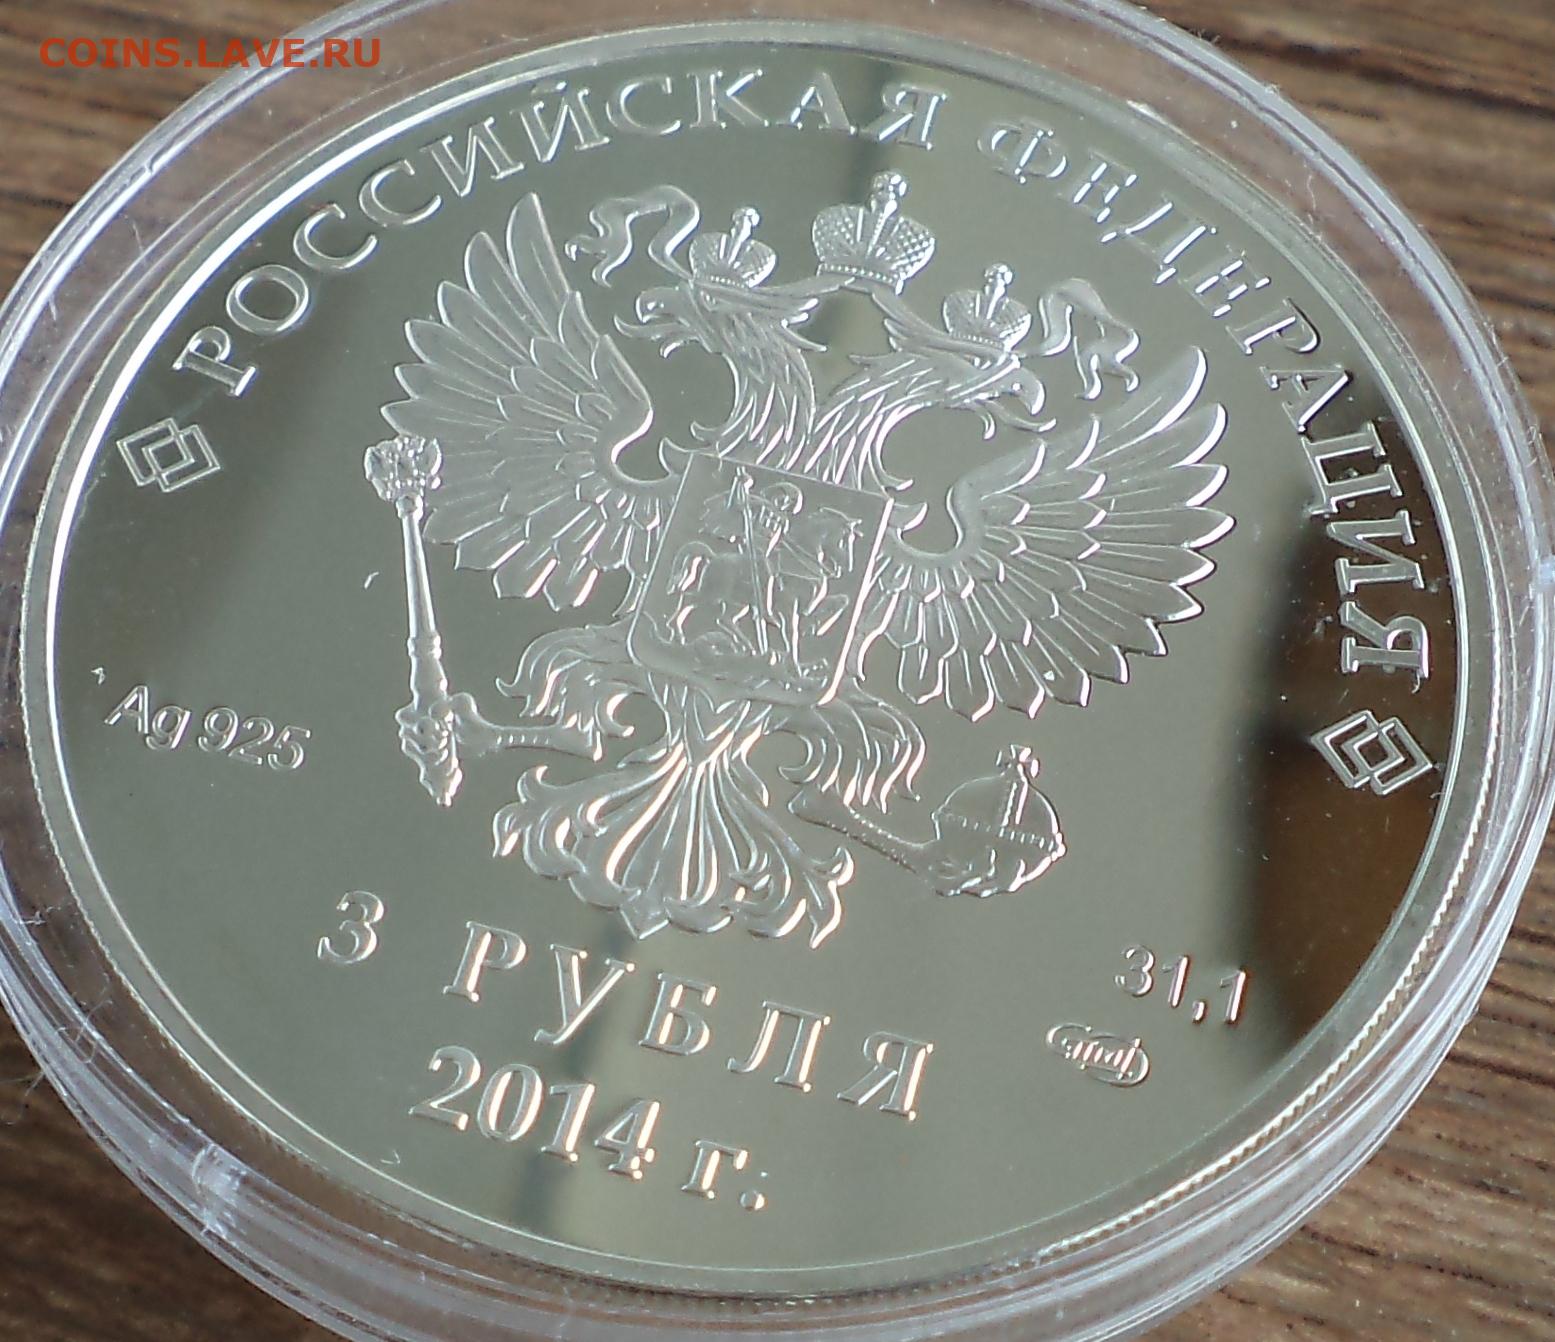 COINS.LAVE.RU
РОССИЙСКАЯ ФЕДЕРАЦИЯ
Ag 925
31,1
3 РУБЛЯ
2014 г.